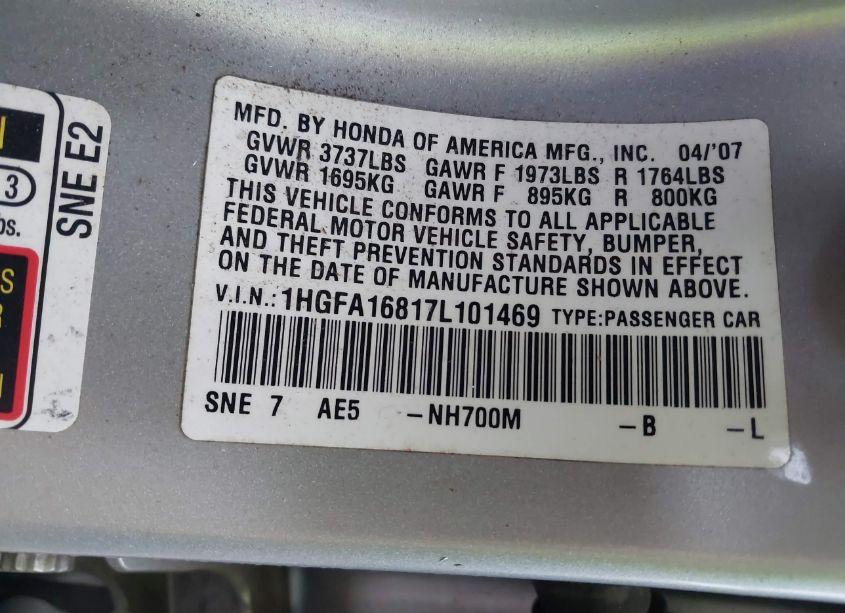 SNE E2
3
bs.
S
R
MFD. BY HONDA OF AMERICA MFG., INC. 04/'07
GVWR 3737LBS GAWR F 1973LBS R 1764LBS
GVWR 1695KG GAWR F 895KG R 800KG
THIS VEHICLE CONFORMS TO ALL APPLICABLE
FEDERAL MOTOR VEHICLE SAFETY, BUMPER,
AND THEFT PREVENTION STANDARDS IN EFFECT
ON THE DATE OF MANUFACTURE SHOWN ABOVE.
V.I.N.:1HGFA16817L101469 TYPE:PASSENGER CAR
SNE 7 AE5 -NH700M -B -L